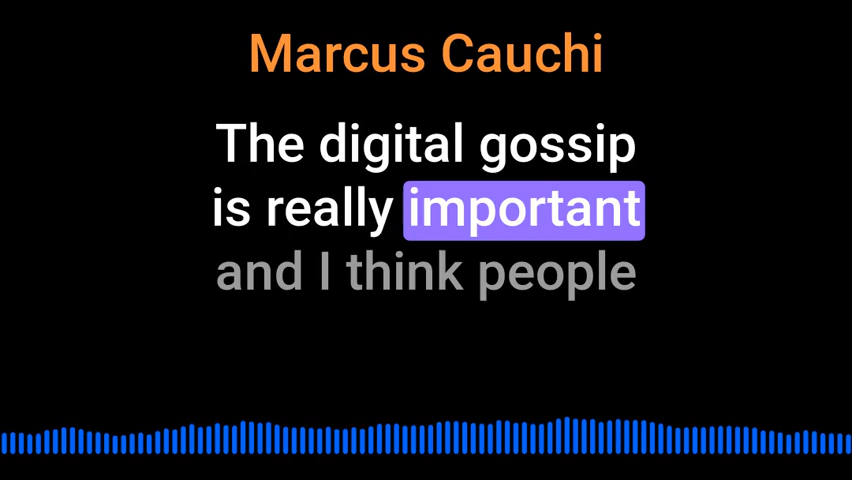 Marcus Cauchi
The digital gossip
is really important
and I think people